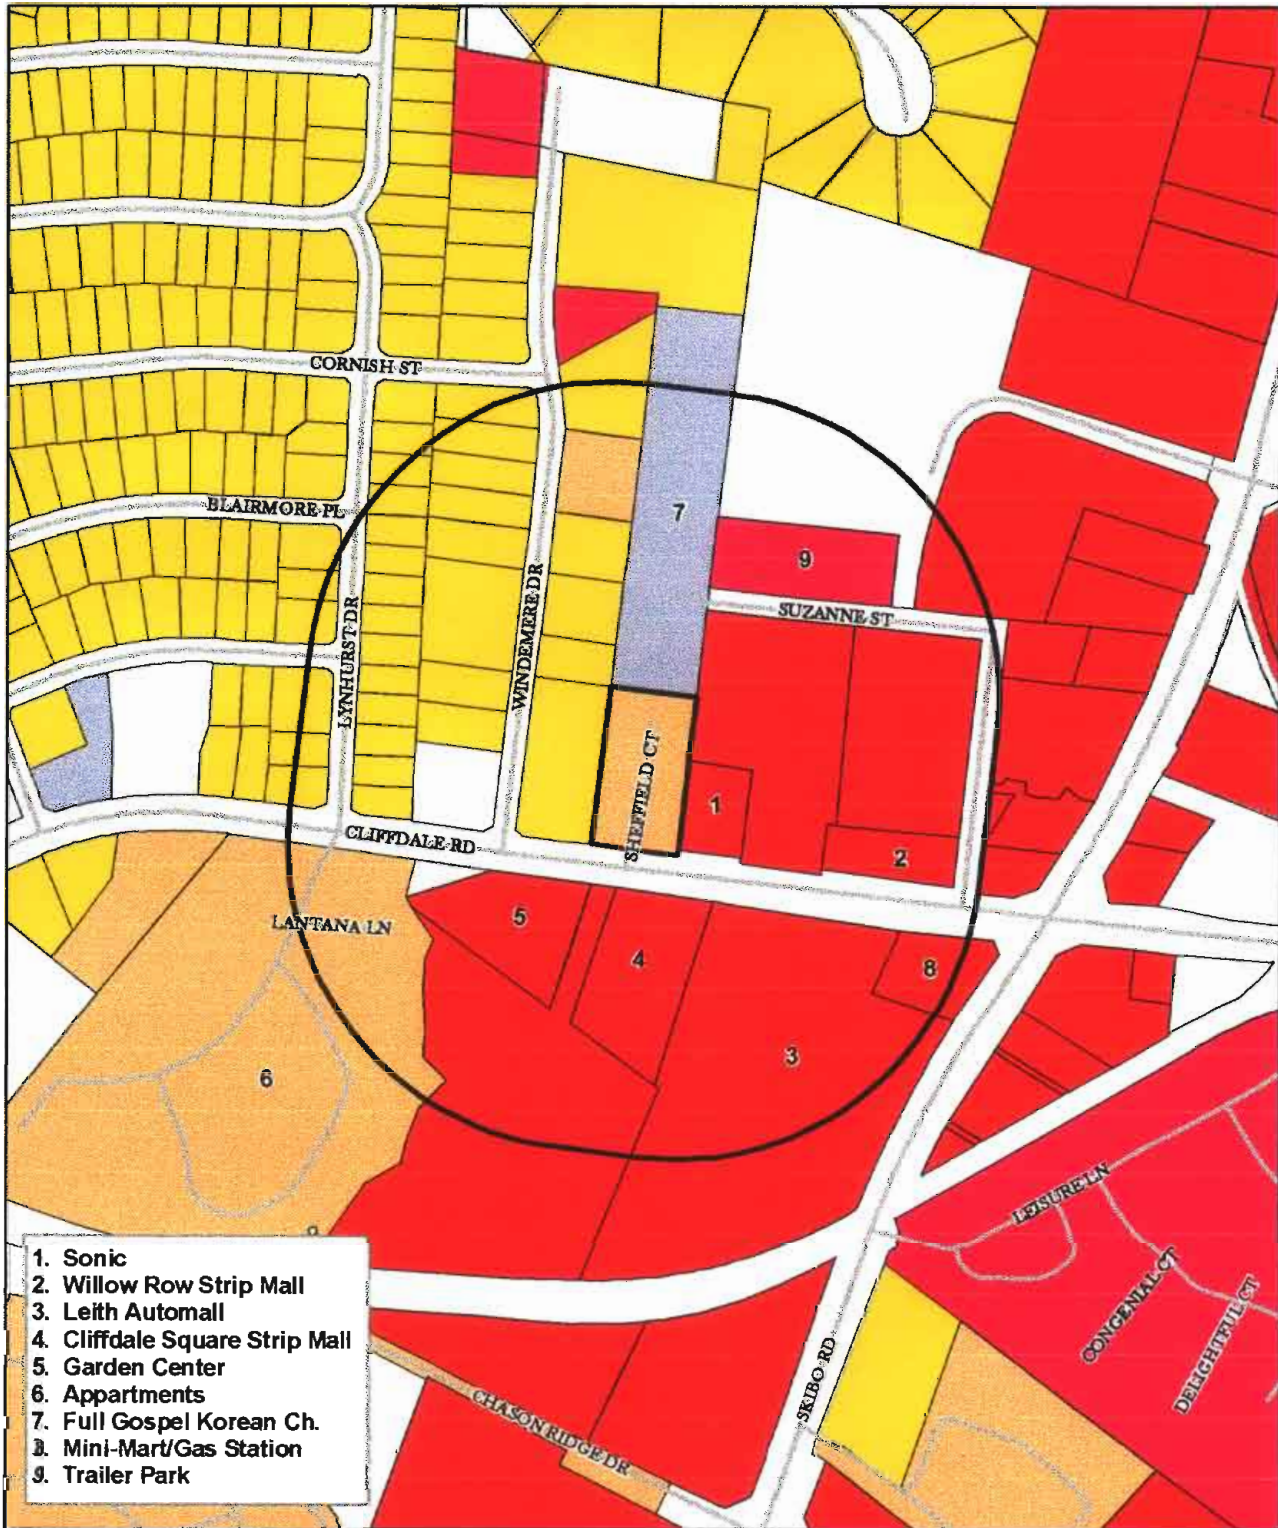 CORNISH ST
BLAIRMORE PL
7
9
SUZANNE ST
LYNHURST DR
WINDEMERE DR
SHEFFIELD CT
1
CLIFFDALE RD
2
LANTANA LN
5
4
8
3
6
LEISURE LN
CONGENIAL CT
DELIGHTFUL CT
SKIBO RD
CHASON RIDGE DR
1. Sonic
2. Willow Row Strip Mall
3. Leith Automall
4. Cliffdale Square Strip Mall
5. Garden Center
6. Appartments
7. Full Gospel Korean Ch.
8. Mini-Mart/Gas Station
9. Trailer Park